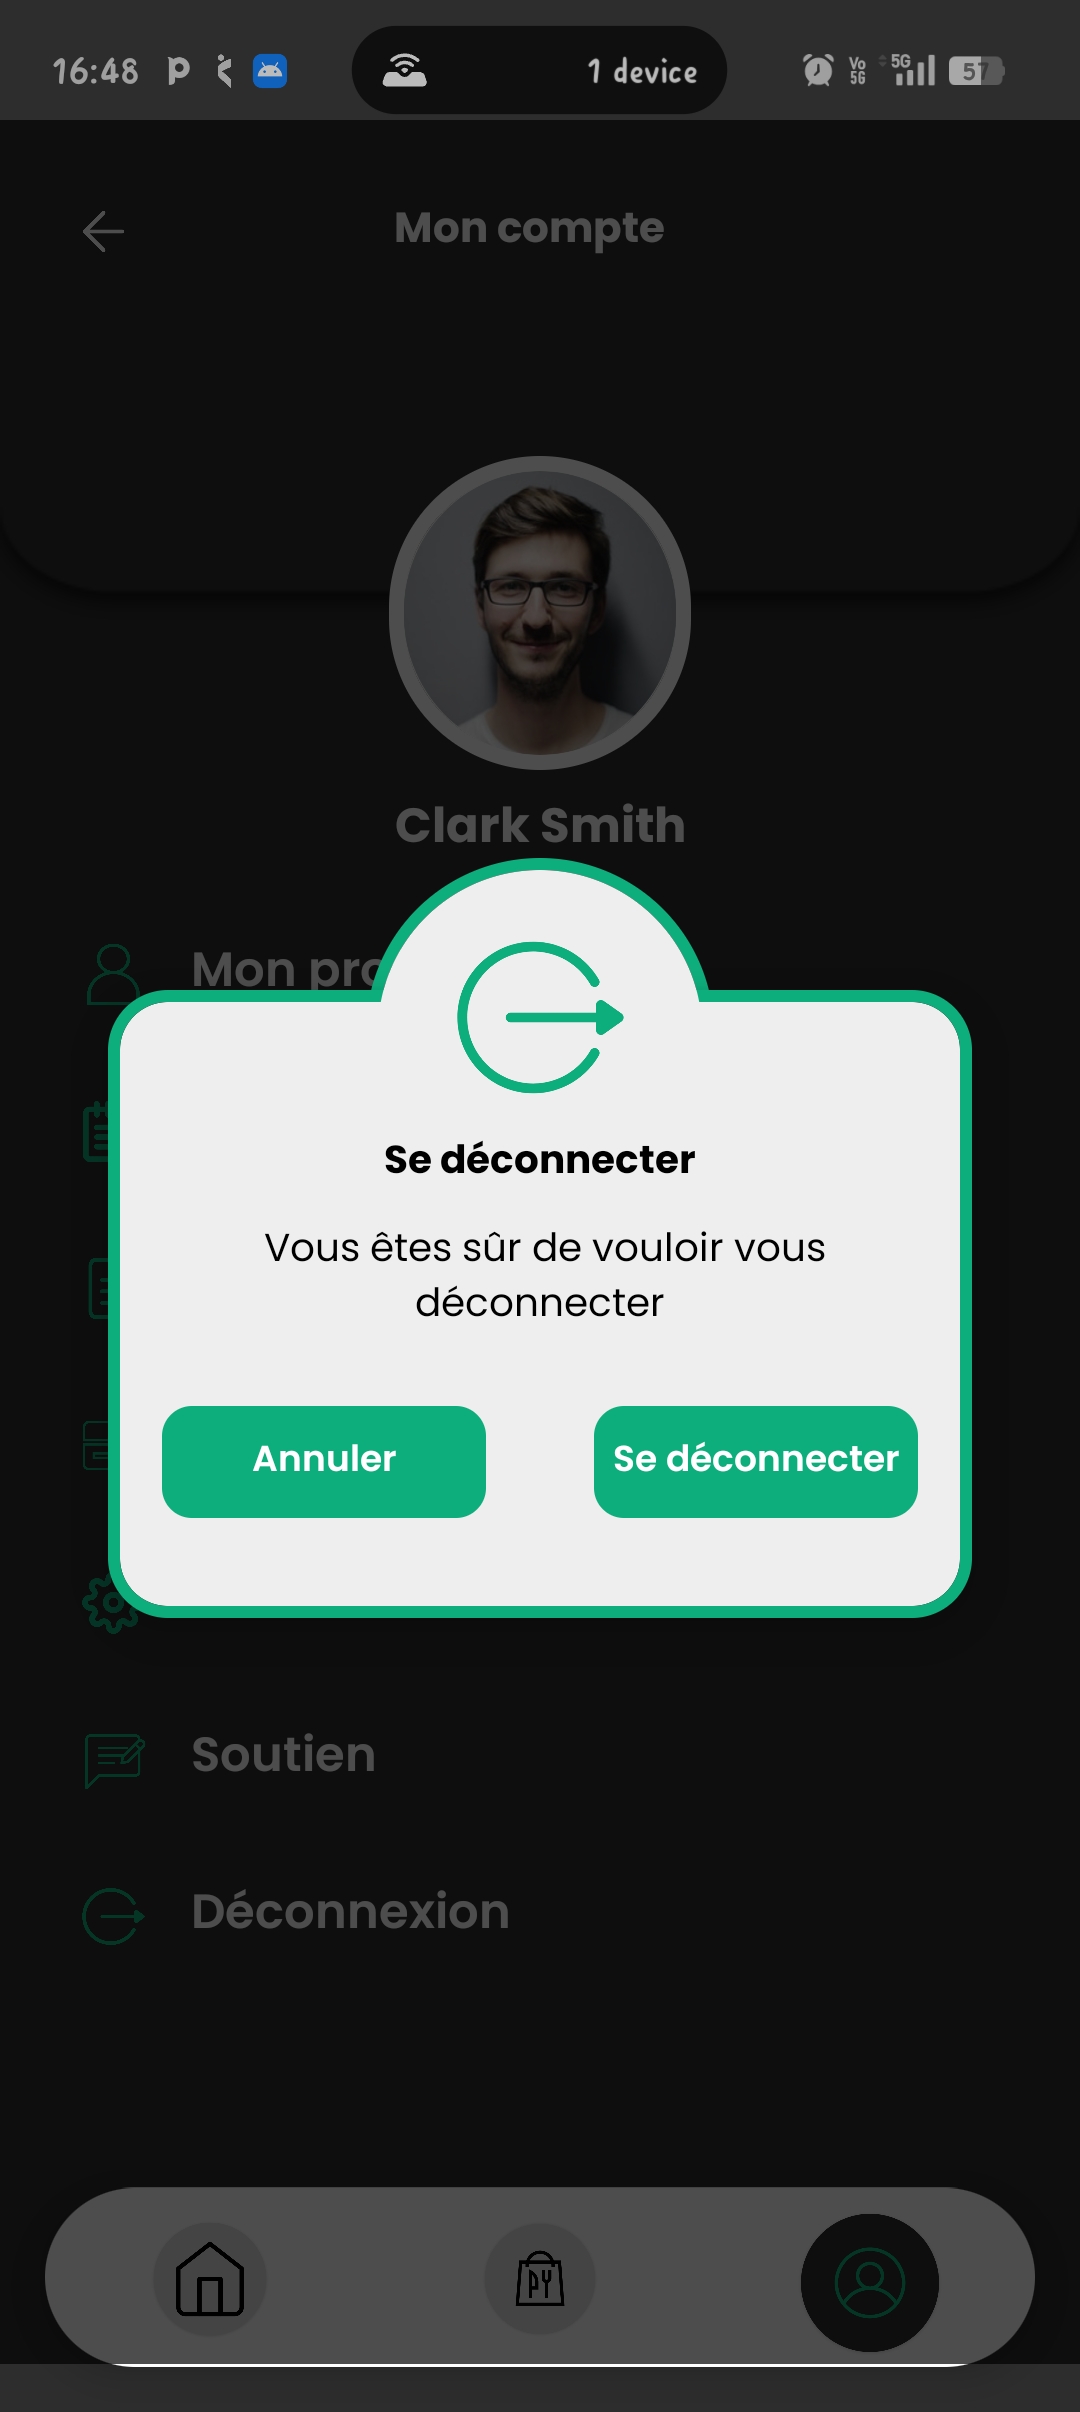 16:48
1 device
Vo
5G
5G
57
Mon compte
Clark Smith
Mon pro
Se déconnecter
Vous êtes sûr de vouloir vous
déconnecter
Annuler
Se déconnecter
Soutien
Déconnexion
PY